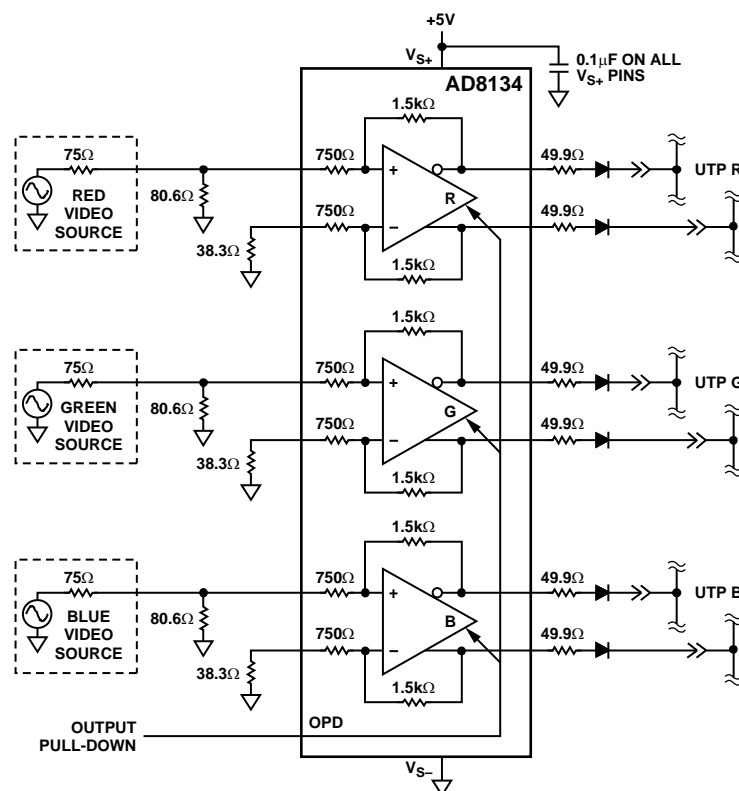 +5V
VS+
0.1μF ON ALL
VS+ PINS
AD8134
1.5kΩ
75Ω
750Ω
49.9Ω
+
R
UTP R
RED
VIDEO
SOURCE
80.6Ω
750Ω
49.9Ω
−
38.3Ω
1.5kΩ
1.5kΩ
75Ω
750Ω
49.9Ω
+
G
UTP G
GREEN
VIDEO
SOURCE
80.6Ω
750Ω
49.9Ω
−
38.3Ω
1.5kΩ
1.5kΩ
75Ω
750Ω
49.9Ω
+
B
UTP B
BLUE
VIDEO
SOURCE
80.6Ω
750Ω
49.9Ω
−
38.3Ω
1.5kΩ
OUTPUT
PULL-DOWN
OPD
VS−